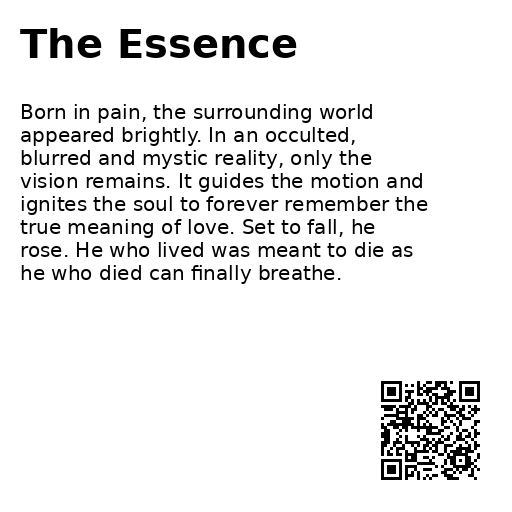 The Essence
Born in pain, the surrounding world
appeared brightly. In an occulted,
blurred and mystic reality, only the
vision remains. It guides the motion and
ignites the soul to forever remember the
true meaning of love. Set to fall, he
rose. He who lived was meant to die as
he who died can finally breathe.